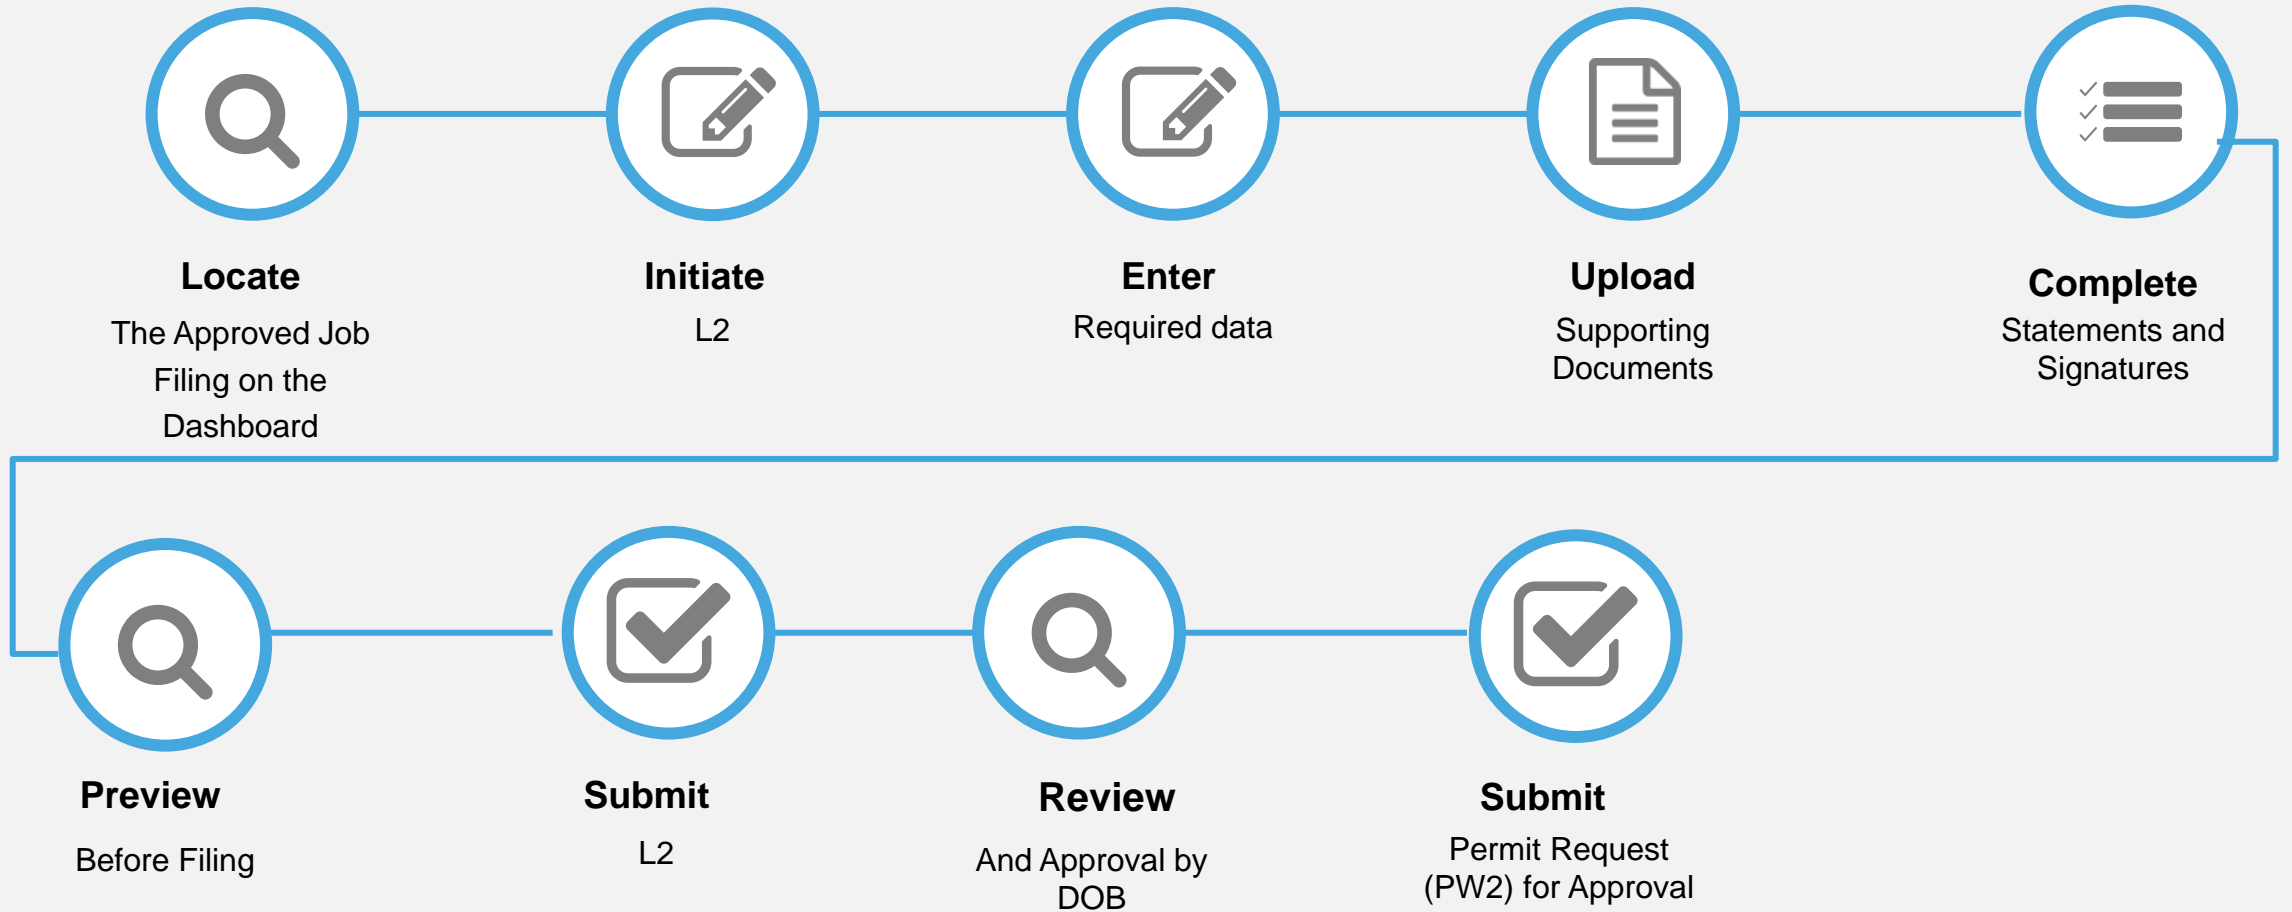 Locate
The Approved Job
Filing on the
Dashboard
Initiate
L2
Enter
Required data
Upload
Supporting
Documents
Complete
Statements and
Signatures
Preview
Before Filing
Submit
L2
Review
And Approval by
DOB
Submit
Permit Request
(PW2) for Approval